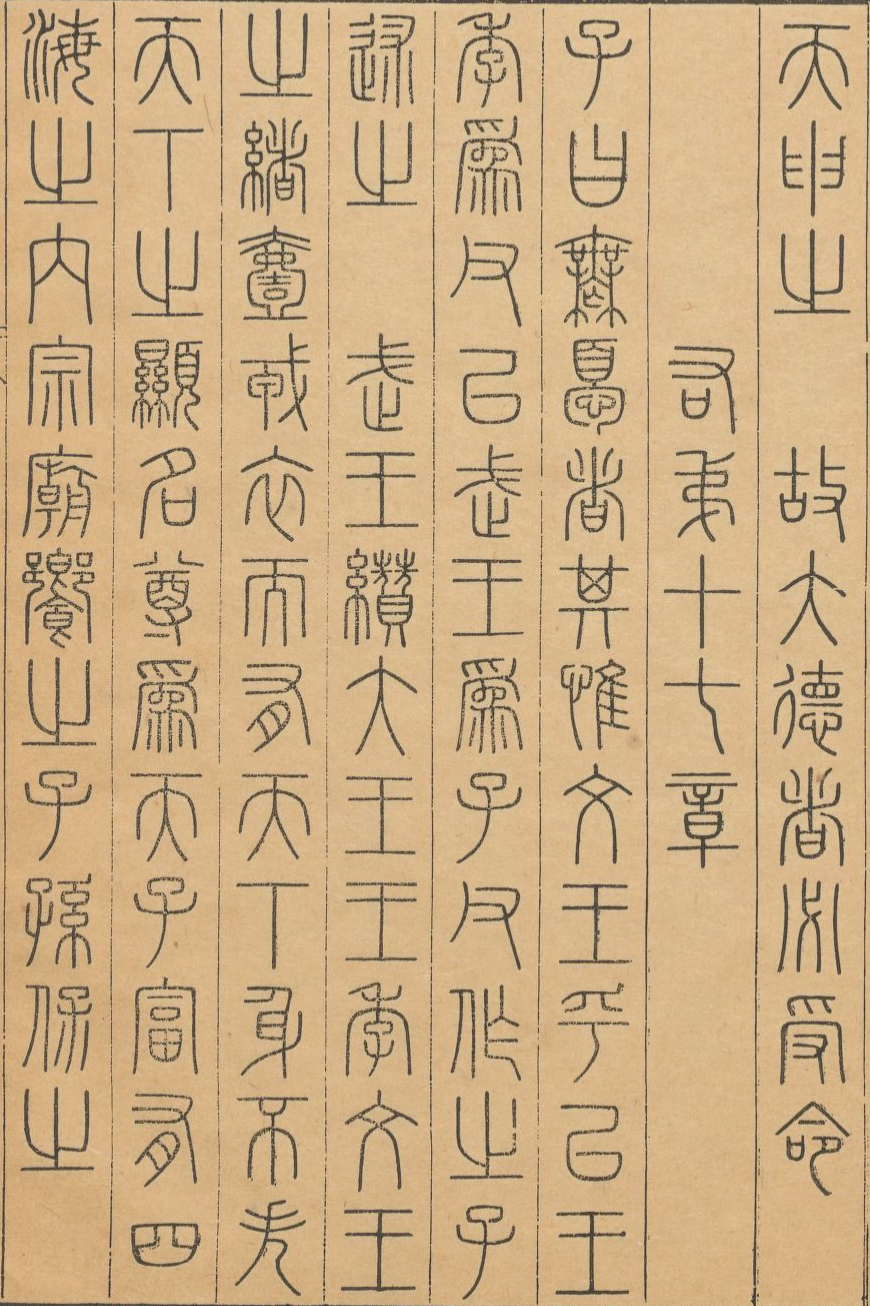 天申之　故大德者必受命
右弟十七章
子曰無憂者其惟文王乎㠯王
季爲父㠯武王爲子父作之子
述之　武王纘大王王季文王
之緒壹戎衣而有天下身不失
天下之顯名尊爲天子富有四
海之內宗廟饗之子孫保之